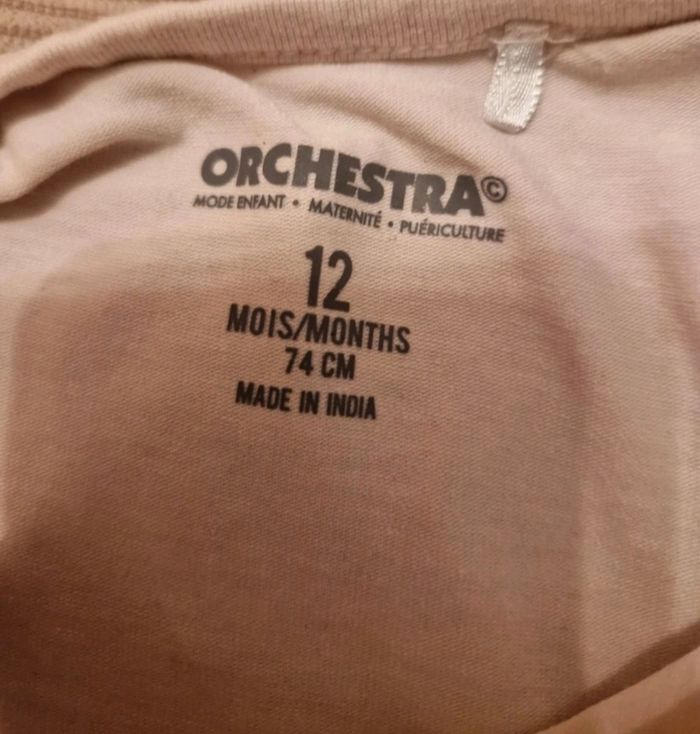 ORCHESTRA©
MODE ENFANT • MATERNITÉ • PUÉRICULTURE
12
MOIS/MONTHS
74 CM
MADE IN INDIA